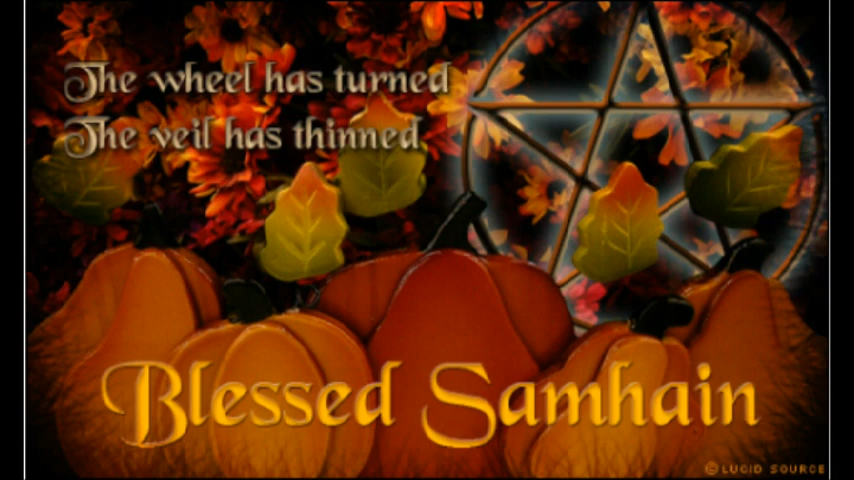 The wheel has turned
The veil has thinned
Blessed Samhain
© LUCID SOURCE